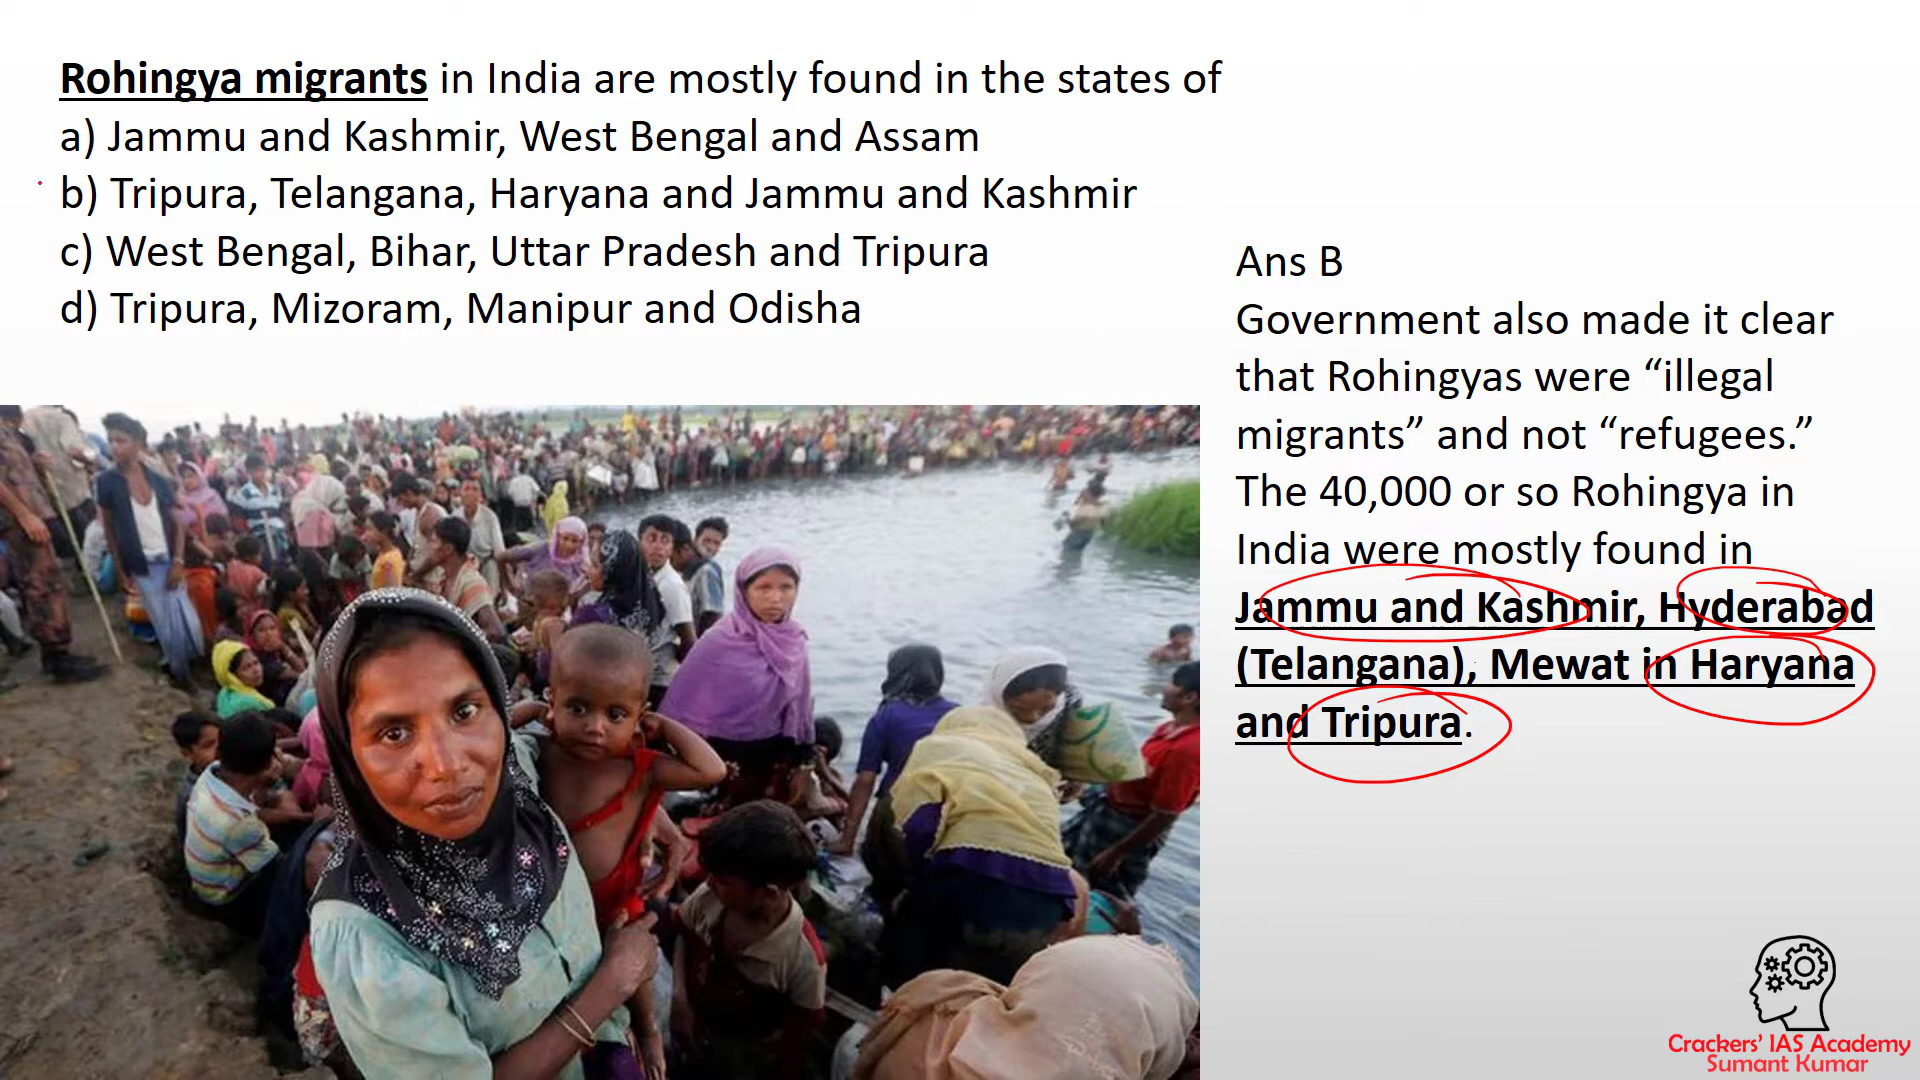 Rohingya migrants in India are mostly found in the states of
a) Jammu and Kashmir, West Bengal and Assam
b) Tripura, Telangana, Haryana and Jammu and Kashmir
c) West Bengal, Bihar, Uttar Pradesh and Tripura
d) Tripura, Mizoram, Manipur and Odisha
Ans B
Government also made it clear
that Rohingyas were “illegal
migrants” and not “refugees.”
The 40,000 or so Rohingya in
India were mostly found in
Jammu and Kashmir, Hyderabad
(Telangana), Mewat in Haryana
and Tripura.
Crackers’ IAS Academy
Sumant Kumar